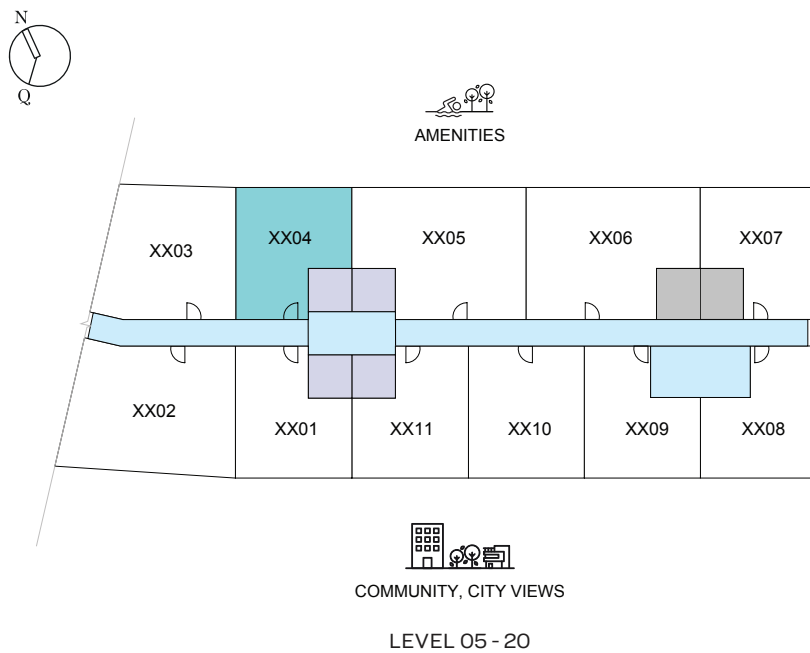 N
Q
AMENITIES
XX03
XX04
XX05
XX06
XX07
XX02
XX01
XX11
XX10
XX09
XX08
COMMUNITY, CITY VIEWS
LEVEL 05 - 20